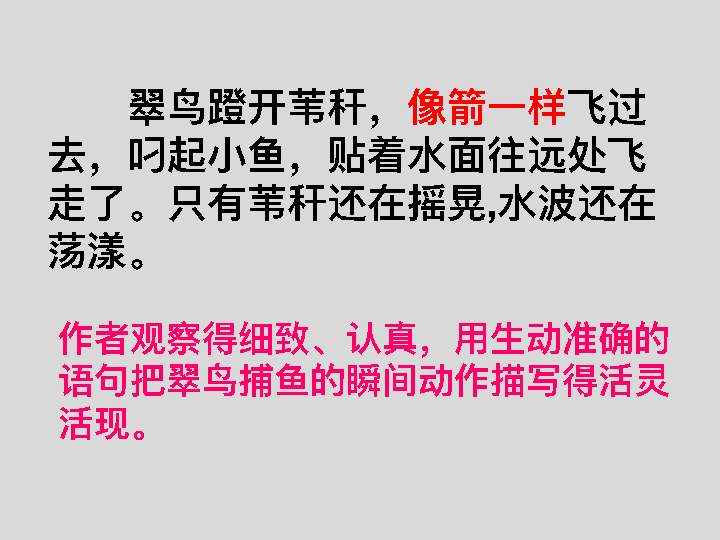 翠鸟蹬开苇秆，像箭一样飞过
去，叼起小鱼，贴着水面往远处飞
走了。只有苇秆还在摇晃,水波还在
荡漾。
作者观察得细致、认真，用生动准确的
语句把翠鸟捕鱼的瞬间动作描写得活灵
活现。